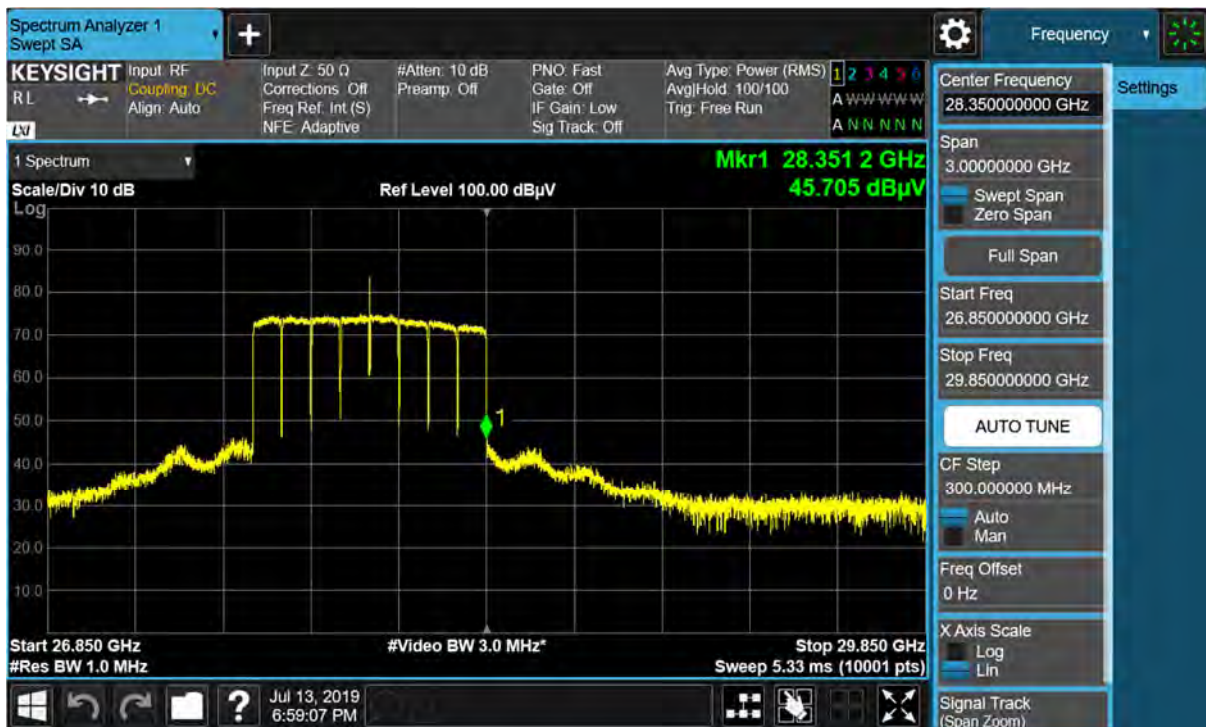 Spectrum Analyzer 1
Swept SA
+
Frequency
KEYSIGHT
R L
LXI
Input: RF
Coupling: DC
Align: Auto
Input Z: 50 Ω
Corrections: Off
Freq Ref: Int (S)
NFE: Adaptive
#Atten: 10 dB
Preamp: Off
PNO: Fast
Gate: Off
IF Gain: Low
Sig Track: Off
Avg Type: Power (RMS)
Avg|Hold: 100/100
Trig: Free Run
1 2 3 4 5 6
A W W W W W
A N N N N N
1 Spectrum
Mkr1 28.351 2 GHz
45.705 dBµV
Scale/Div 10 dB
Ref Level 100.00 dBµV
Log
90.0
80.0
70.0
60.0
50.0
40.0
30.0
20.0
10.0
1
Start 26.850 GHz
#Video BW 3.0 MHz*
Stop 29.850 GHz
#Res BW 1.0 MHz
Sweep 5.33 ms (10001 pts)
Center Frequency
28.350000000 GHz
Settings
Span
3.00000000 GHz
Swept Span
Zero Span
Full Span
Start Freq
26.850000000 GHz
Stop Freq
29.850000000 GHz
AUTO TUNE
CF Step
300.000000 MHz
Auto
Man
Freq Offset
0 Hz
X Axis Scale
Log
Lin
Signal Track
(Span Zoom)
?
Jul 13, 2019
6:59:07 PM